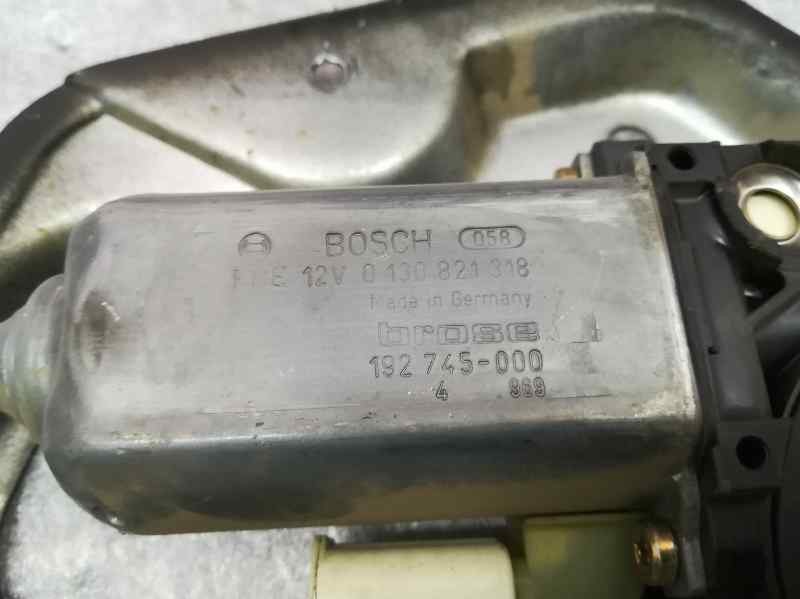 BOSCH 058
12V 0 130 821 318
Made in Germany
brose
192 745-000
4 969